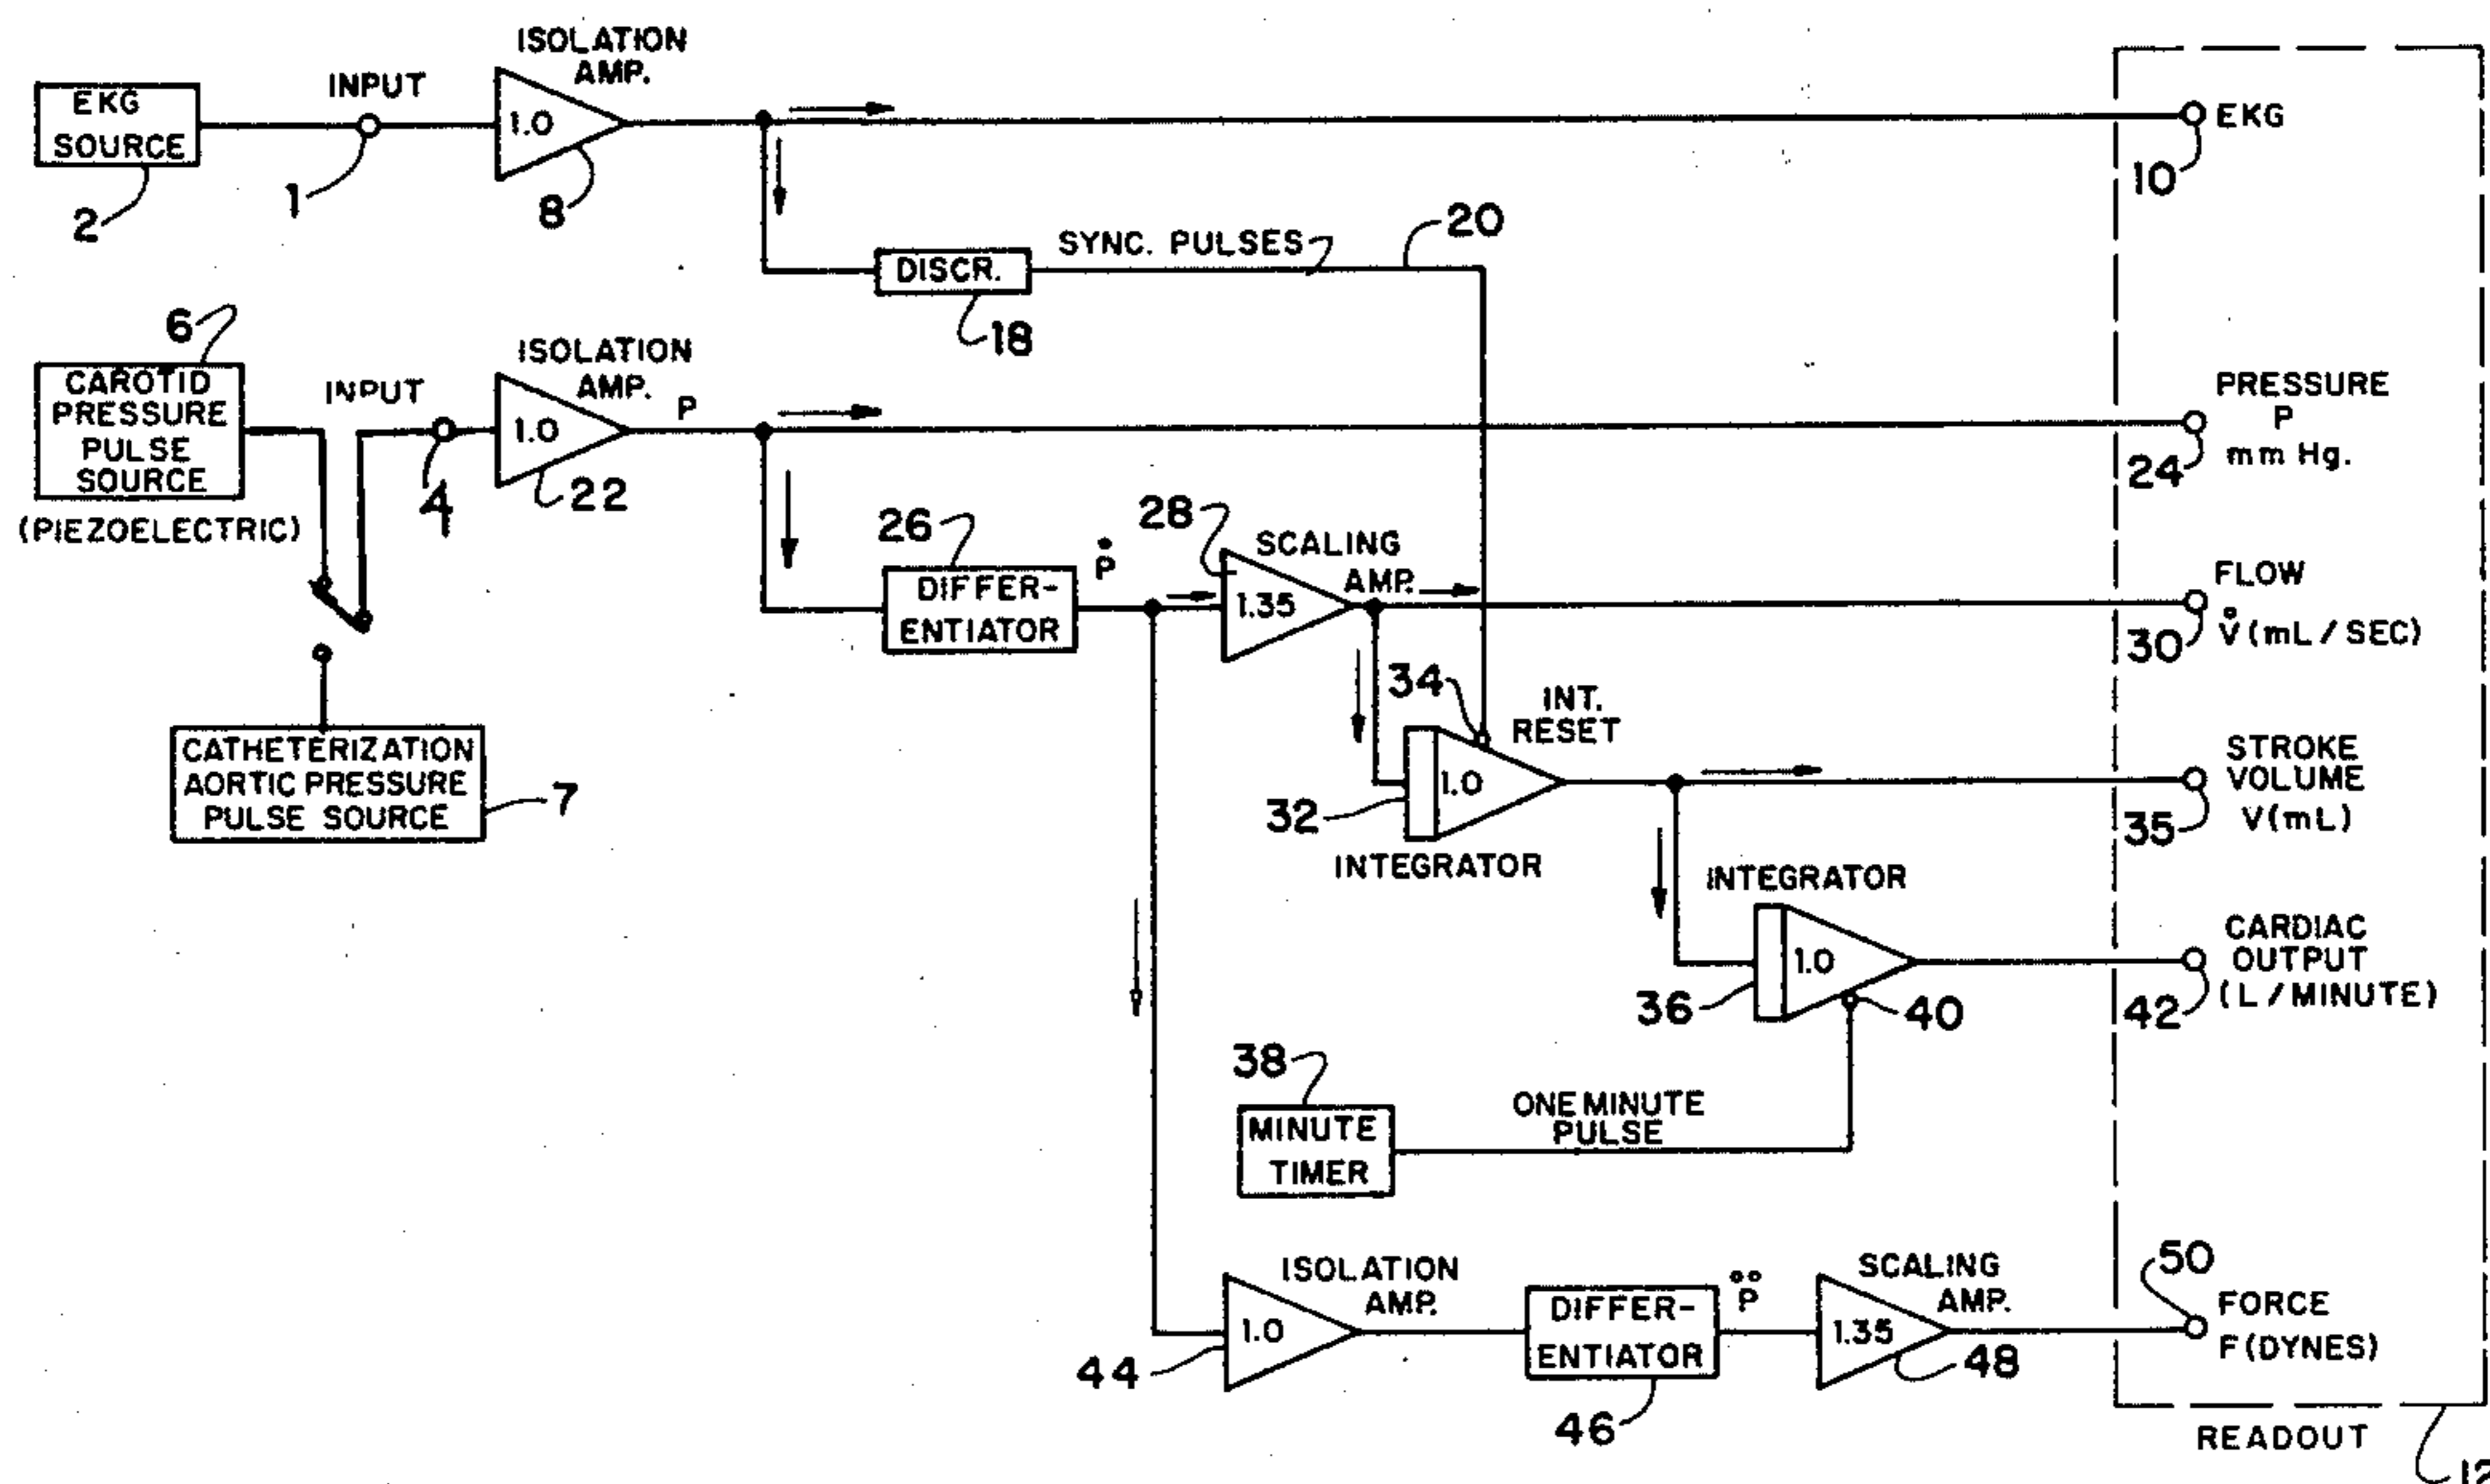 EKG
SOURCE
2
INPUT
1
ISOLATION
AMP.
1.0
8
EKG
10
DISCR.
18
SYNC. PULSES
20
6
CAROTID
PRESSURE
PULSE
SOURCE
(PIEZOELECTRIC)
INPUT
4
ISOLATION
AMP.
1.0
22
P
PRESSURE
P
mm Hg.
24
CATHETERIZATION
AORTIC PRESSURE
PULSE SOURCE
7
26
DIFFER-
ENTIATOR
P
28
SCALING
AMP.
1.35
FLOW
V (mL / SEC)
30
34
INT.
RESET
1.0
32
INTEGRATOR
STROKE
VOLUME
V(mL)
35
INTEGRATOR
1.0
36
40
CARDIAC
OUTPUT
(L / MINUTE)
42
38
MINUTE
TIMER
ONE MINUTE
PULSE
ISOLATION
AMP.
1.0
44
DIFFER-
ENTIATOR
46
P
SCALING
AMP.
1.35
48
50
FORCE
F (DYNES)
READOUT